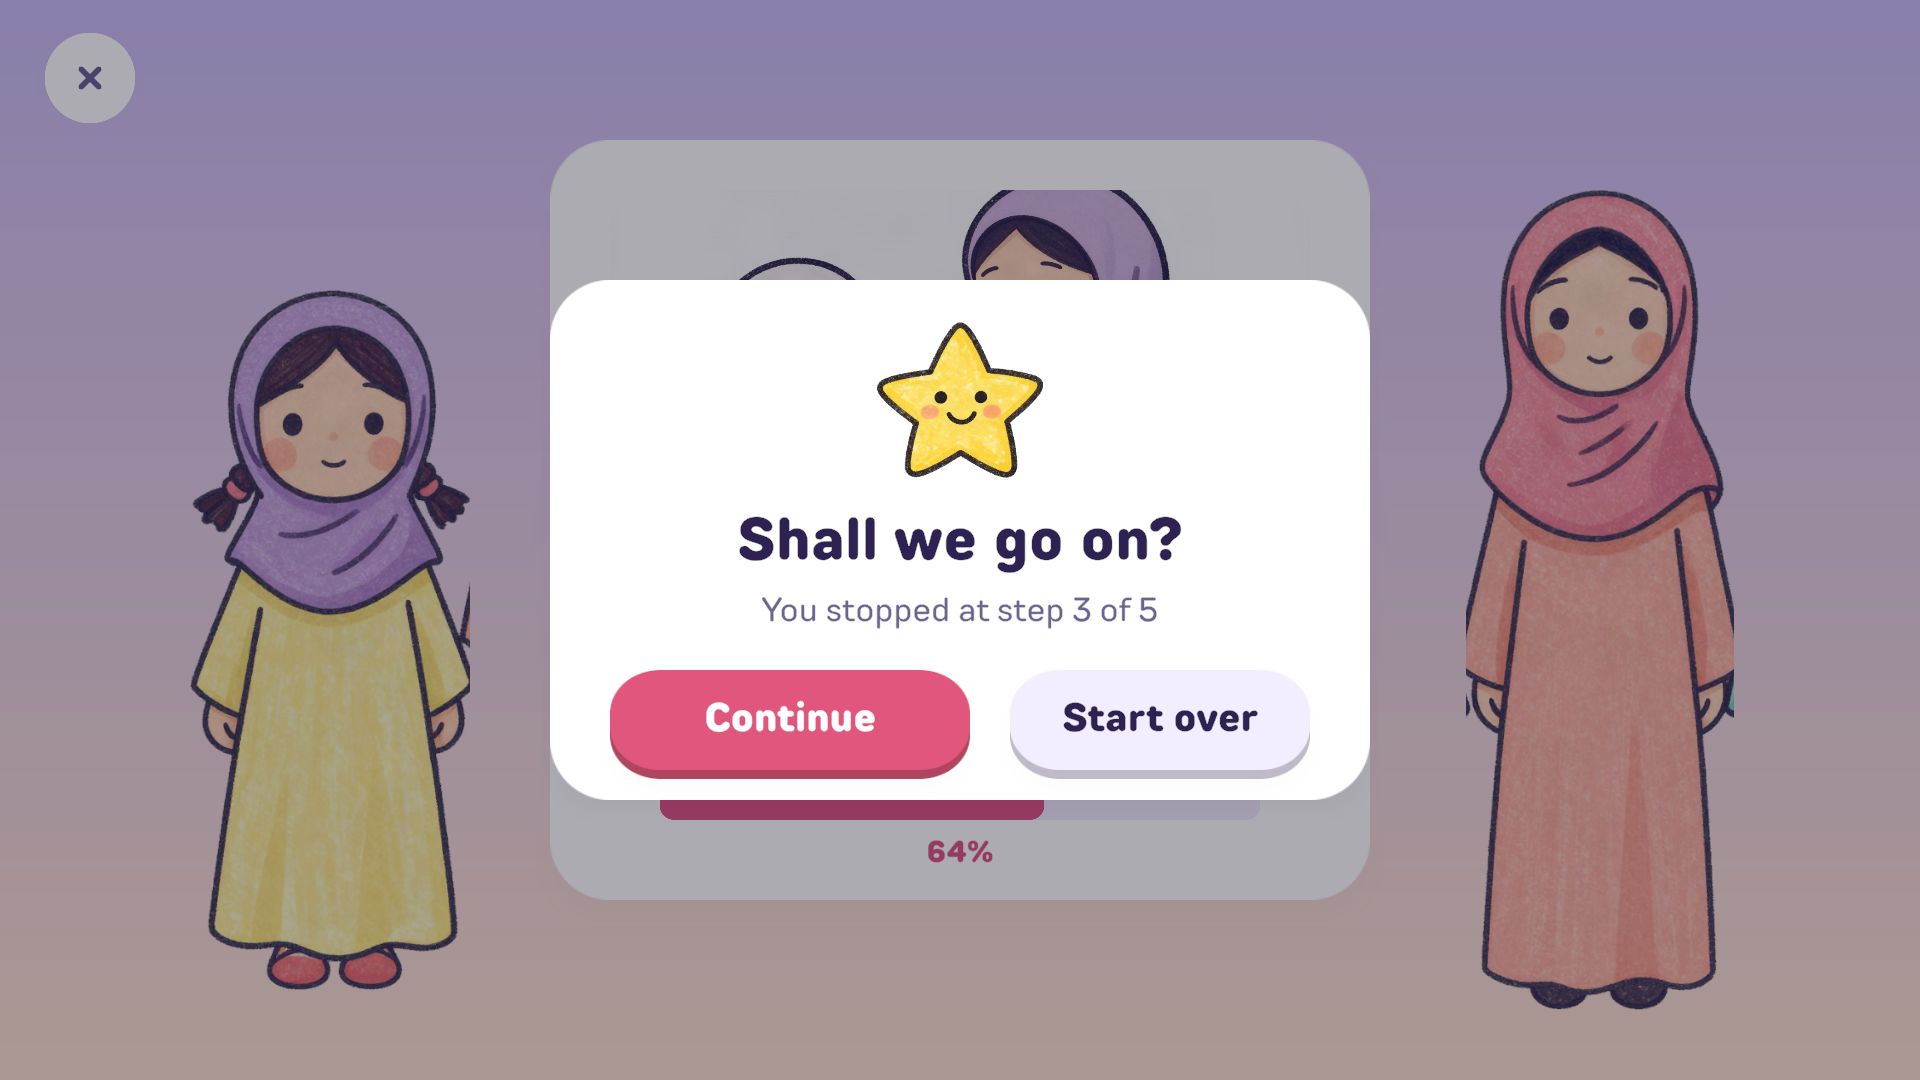 Shall we go on?
You stopped at step 3 of 5
Continue
Start over
64%